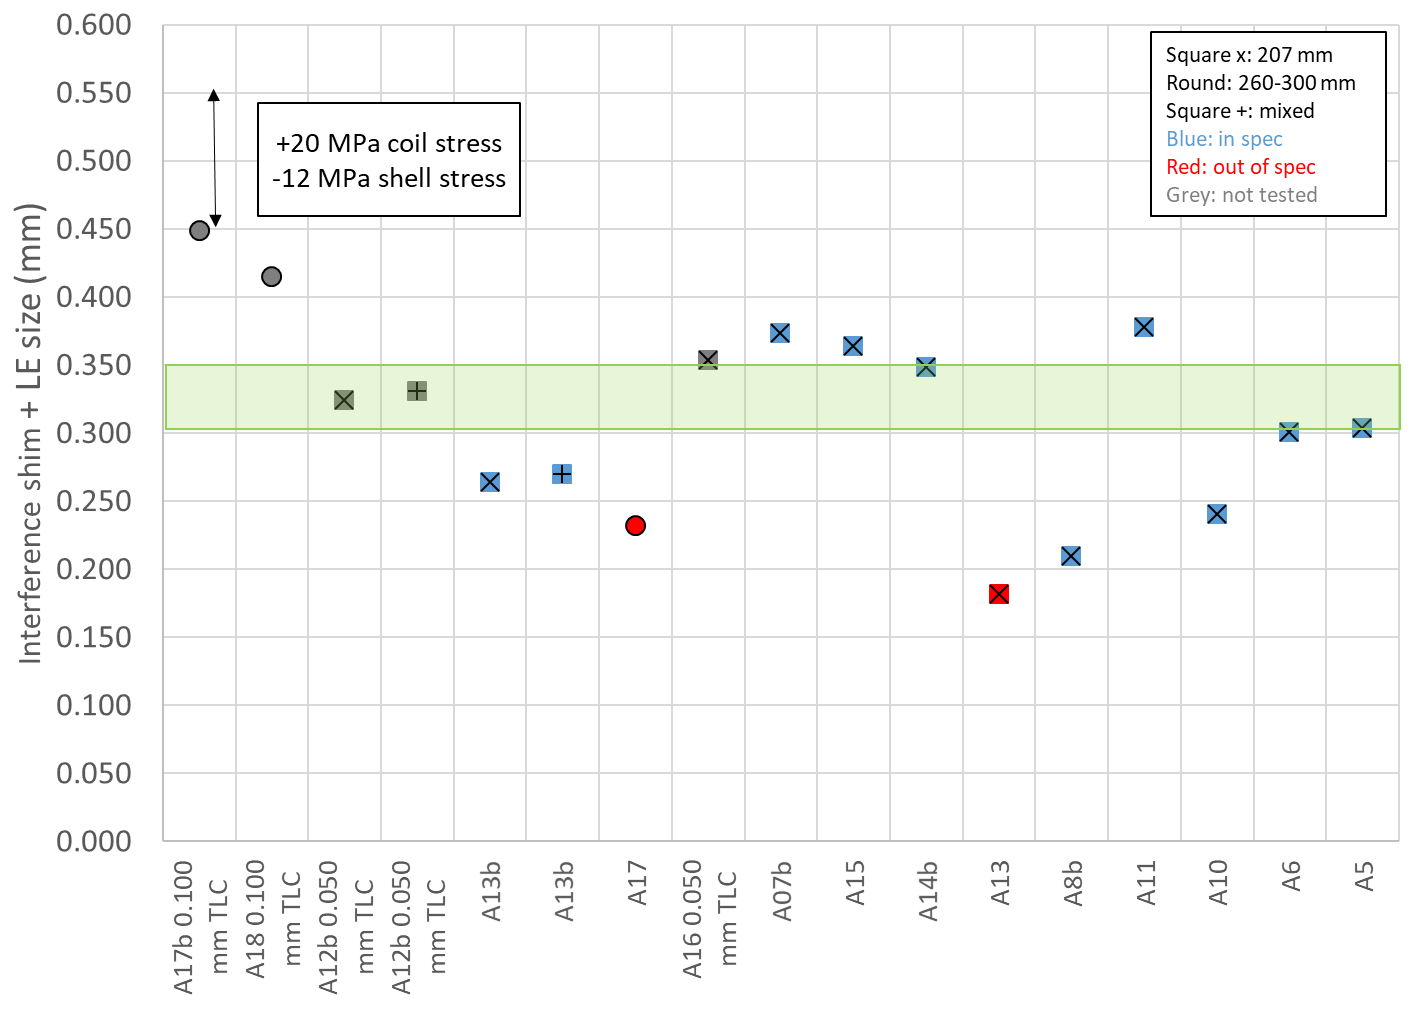 0.600
0.550
0.500
0.450
0.400
0.350
0.300
0.250
0.200
0.150
0.100
0.050
0.000
Interference shim + LE size (mm)
+20 MPa coil stress
-12 MPa shell stress
Square x: 207 mm
Round: 260-300 mm
Square +: mixed
Blue: in spec
Red: out of spec
Grey: not tested
A17b 0.100
mm TLC
A18 0.100
mm TLC
A12b 0.050
mm TLC
A12b 0.050
mm TLC
A13b
A13b
A17
A16 0.050
mm TLC
A07b
A15
A14b
A13
A8b
A11
A10
A6
A5